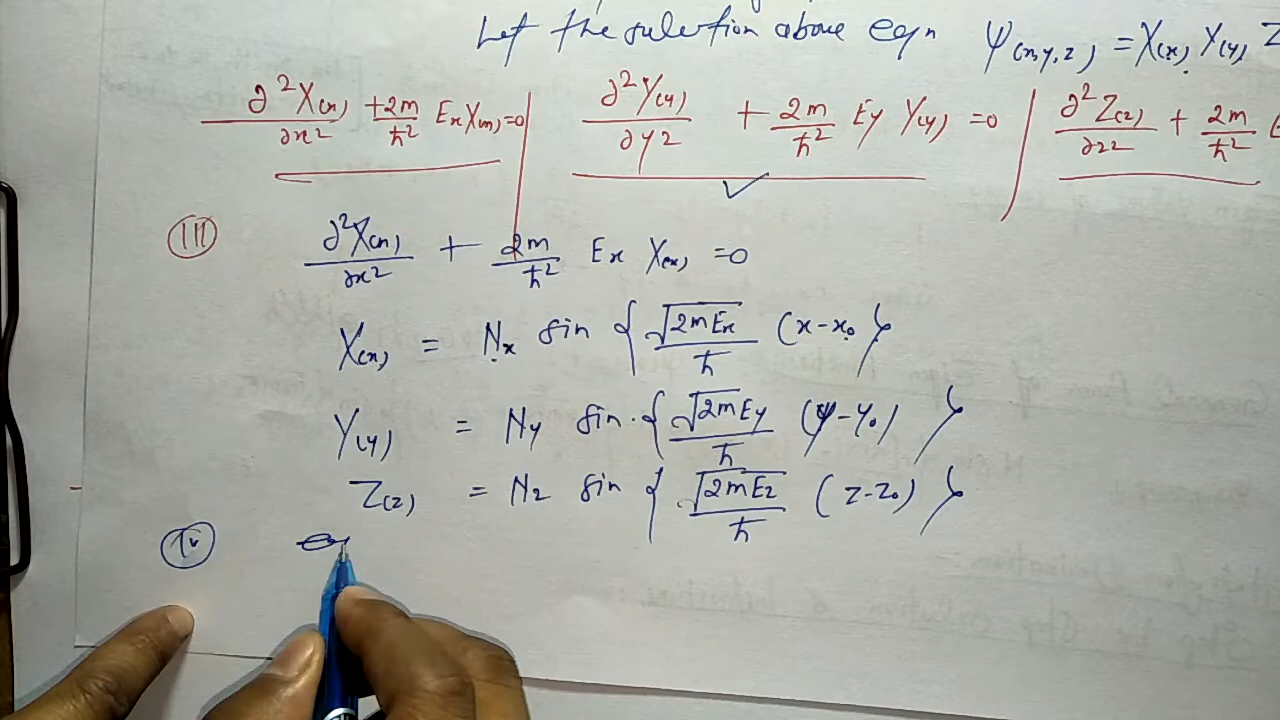 Let the solution above eqn ψ(x,y,z) = X(x) Y(y) Z
∂²X(x)/∂x² + 2m/ħ² Ex X(x) = 0 | ∂²Y(y)/∂y² + 2m/ħ² Ey Y(y) = 0 | ∂²Z(z)/∂z² + 2m/ħ² E
(III) ∂²X(x)/∂x² + 2m/ħ² Ex X(x) = 0
X(x) = Nx sin { √2mEx/ħ (x-x₀ }
Y(y) = Ny sin. { √2mEy/ħ (y-y₀) }
Z(z) = Nz sin { √2mEz/ħ (z-z₀) }
(iv)